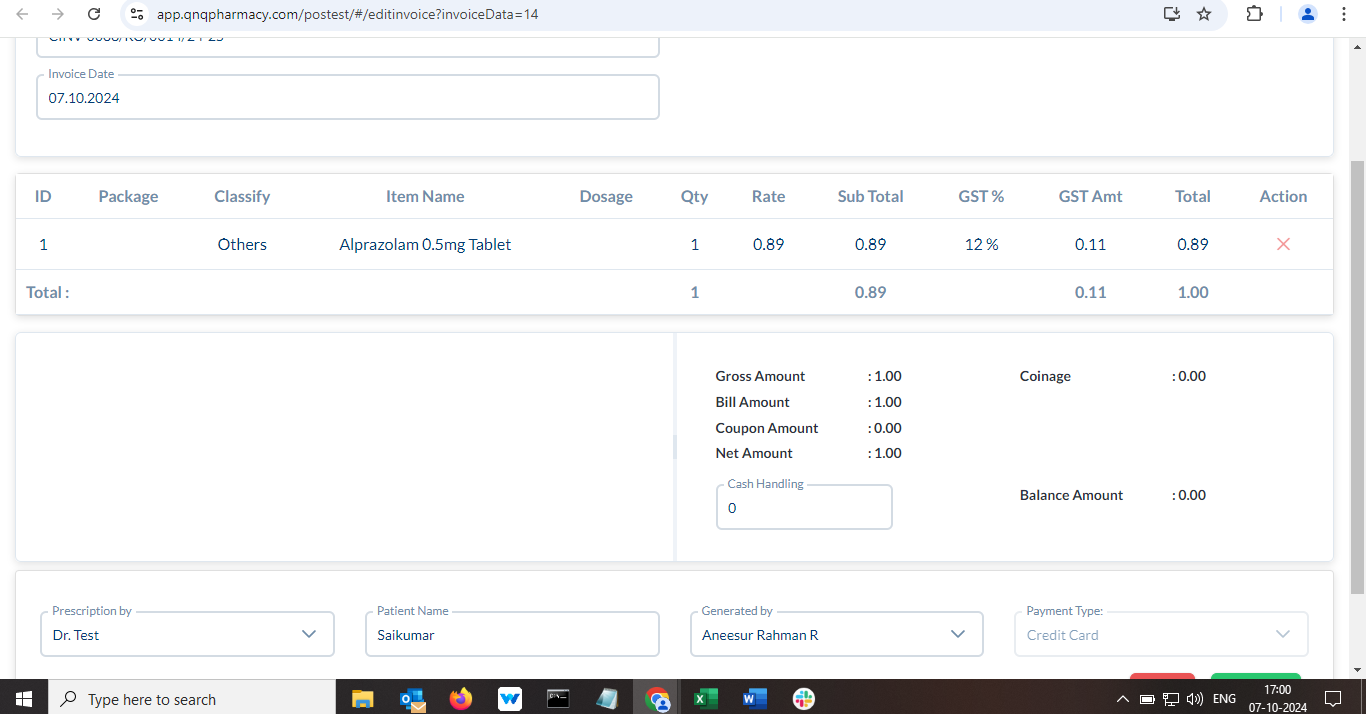 app.qnqpharmacy.com/postest/#/editinvoice?invoiceData=14
Invoice Date
07.10.2024
ID Package Classify Item Name Dosage Qty Rate Sub Total GST % GST Amt Total Action
1 Others Alprazolam 0.5mg Tablet 1 0.89 0.89 12 % 0.11 0.89
Total : 1 0.89 0.11 1.00
Gross Amount : 1.00 Coinage : 0.00
Bill Amount : 1.00
Coupon Amount : 0.00
Net Amount : 1.00
Cash Handling
0
Balance Amount : 0.00
Prescription by Patient Name Generated by Payment Type:
Dr. Test Saikumar Aneesur Rahman R Credit Card
Type here to search
ENG
17:00
07-10-2024